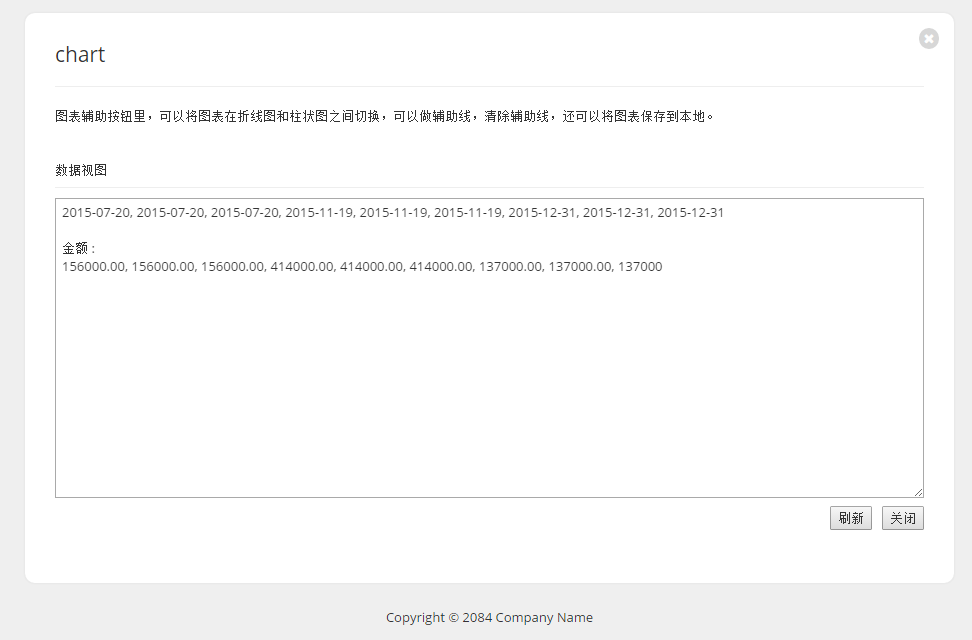 chart
图表辅助按钮里，可以将图表在折线图和柱状图之间切换，可以做辅助线，清除辅助线，还可以将图表保存到本地。
数据视图
2015-07-20, 2015-07-20, 2015-07-20, 2015-11-19, 2015-11-19, 2015-11-19, 2015-12-31, 2015-12-31, 2015-12-31
金额 :
156000.00, 156000.00, 156000.00, 414000.00, 414000.00, 414000.00, 137000.00, 137000.00, 137000
刷新 关闭
Copyright © 2084 Company Name